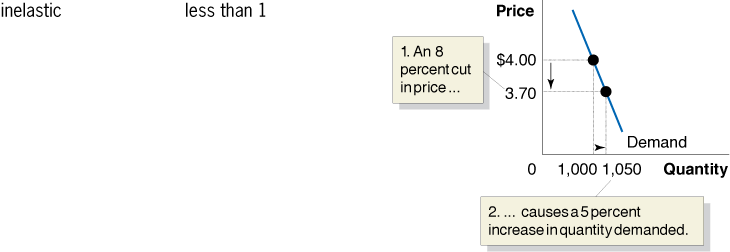 inelastic
less than 1
Price
1. An 8
percent cut
in price ...
$4.00
3.70
Demand
0
1,000
1,050
Quantity
2. ... causes a 5 percent
increase in quantity demanded.